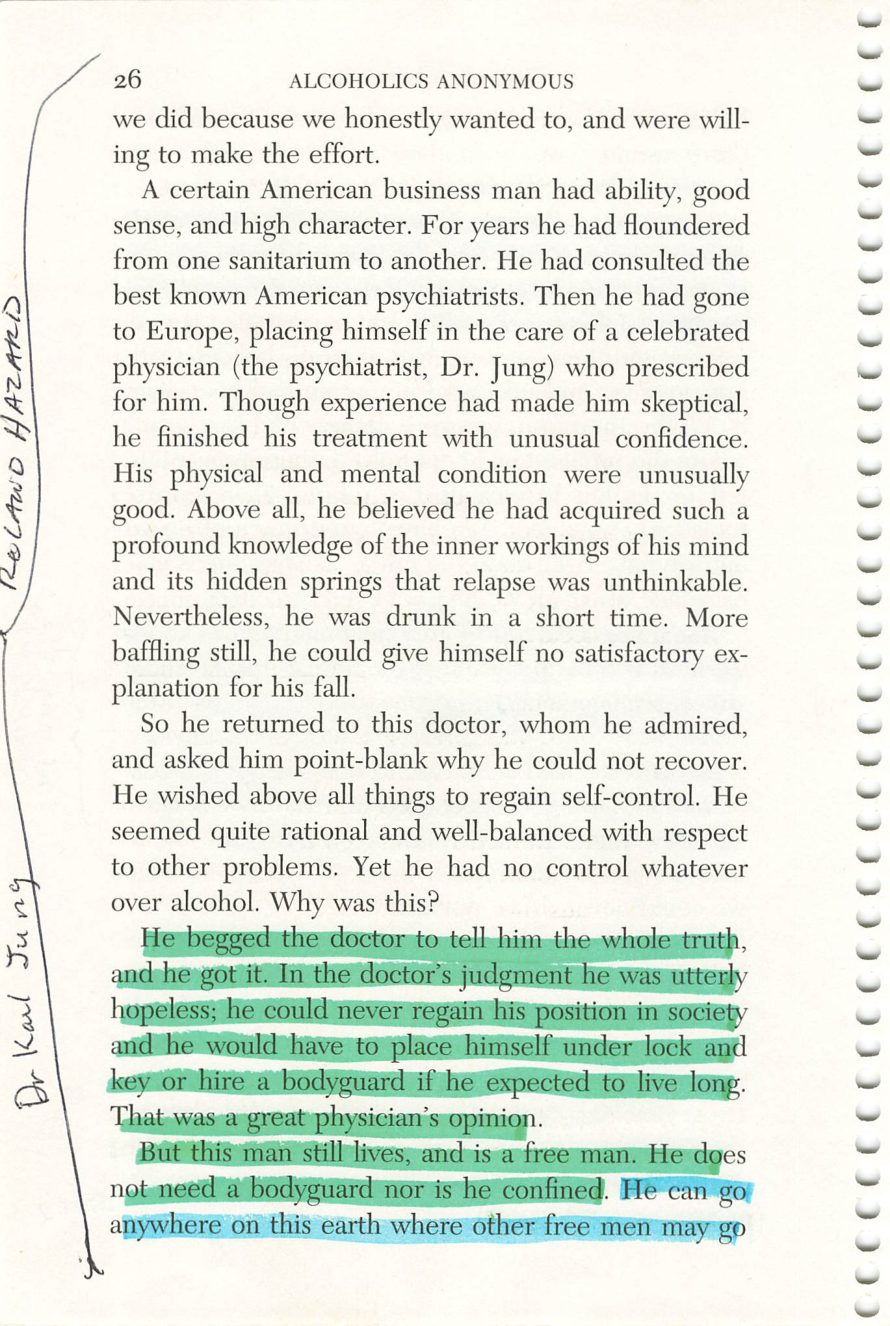 26 ALCOHOLICS ANONYMOUS
we did because we honestly wanted to, and were will-
ing to make the effort.
A certain American business man had ability, good
sense, and high character. For years he had floundered
from one sanitarium to another. He had consulted the
best known American psychiatrists. Then he had gone
to Europe, placing himself in the care of a celebrated
physician (the psychiatrist, Dr. Jung) who prescribed
for him. Though experience had made him skeptical,
he finished his treatment with unusual confidence.
His physical and mental condition were unusually
good. Above all, he believed he had acquired such a
profound knowledge of the inner workings of his mind
and its hidden springs that relapse was unthinkable.
Nevertheless, he was drunk in a short time. More
baffling still, he could give himself no satisfactory ex-
planation for his fall.
So he returned to this doctor, whom he admired,
and asked him point-blank why he could not recover.
He wished above all things to regain self-control. He
seemed quite rational and well-balanced with respect
to other problems. Yet he had no control whatever
over alcohol. Why was this?
He begged the doctor to tell him the whole truth,
and he got it. In the doctor's judgment he was utterly
hopeless; he could never regain his position in society
and he would have to place himself under lock and
key or hire a bodyguard if he expected to live long.
That was a great physician's opinion.
But this man still lives, and is a free man. He does
not need a bodyguard nor is he confined. He can go
anywhere on this earth where other free men may go
ROLAND HAZARD
Dr Karl Jung